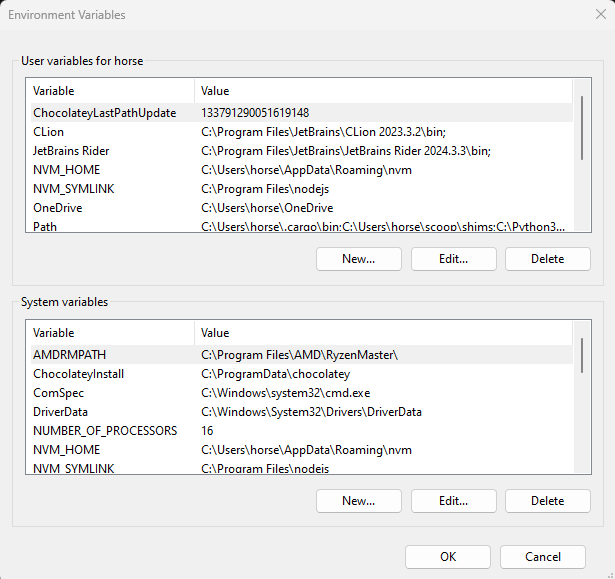 Environment Variables
User variables for horse
Variable Value
ChocolateyLastPathUpdate 133791290051619148
CLion C:\Program Files\JetBrains\CLion 2023.3.2\bin;
JetBrains Rider C:\Program Files\JetBrains\JetBrains Rider 2024.3.3\bin;
NVM_HOME C:\Users\horse\AppData\Roaming\nvm
NVM_SYMLINK C:\Program Files\nodejs
OneDrive C:\Users\horse\OneDrive
Path C:\Users\horse\.cargo\bin;C:\Users\horse\scoop\shims;C:\Python3...
New... Edit... Delete
System variables
Variable Value
AMDRMPATH C:\Program Files\AMD\RyzenMaster\
ChocolateyInstall C:\ProgramData\chocolatey
ComSpec C:\Windows\system32\cmd.exe
DriverData C:\Windows\System32\Drivers\DriverData
NUMBER_OF_PROCESSORS 16
NVM_HOME C:\Users\horse\AppData\Roaming\nvm
NVM_SYMLINK C:\Program Files\nodejs
New... Edit... Delete
OK Cancel